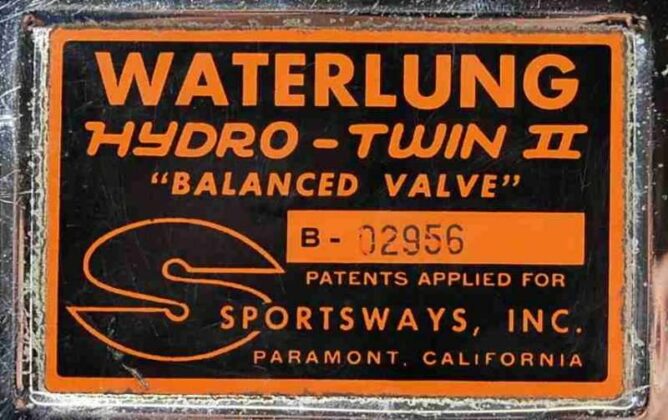 WATERLUNG
HYDRO-TWIN II
"BALANCED VALVE"
B- 02956
PATENTS APPLIED FOR
SPORTSWAYS, INC.
PARAMONT, CALIFORNIA